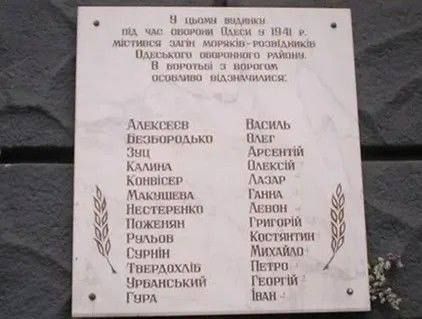 У цьому будинку
під час оборони Одеси у 1941 р.
містився загін моряків-розвідників
Одеського оборонного району.
В боротьбі з ворогом
особливо відзначилися:
Алексеєв Василь
Безбородько Олег
Зуц Арсентій
Калина Олексій
Конвісер Лазар
Макушева Ганна
Нестеренко Левон
Поженян Григорій
Рульов Костянтин
Сурнін Михайло
Твердохліб Петро
Урбанський Георгій
Гура Іван